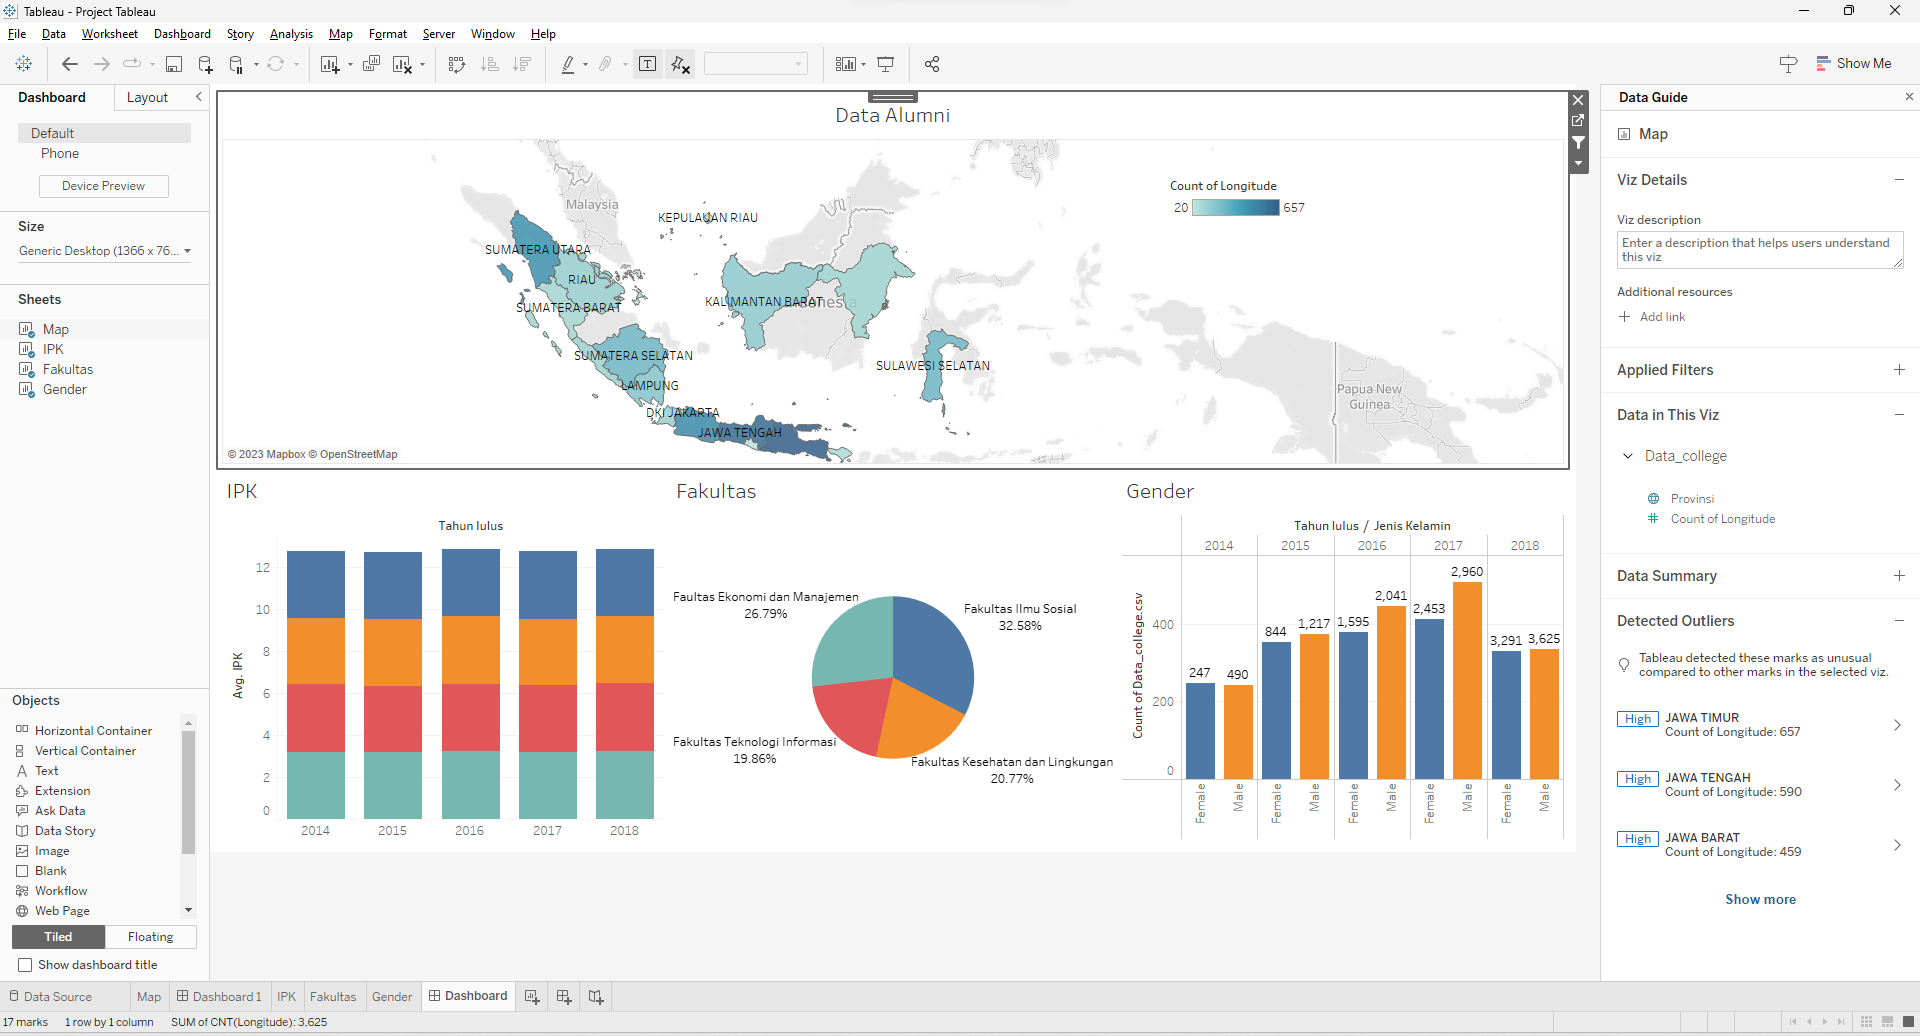 Tableau - Project Tableau
File Data Worksheet Dashboard Story Analysis Map Format Server Window Help
Show Me
Dashboard Layout
Default
Phone
Device Preview
Size
Generic Desktop (1366 x 76...
Sheets
Map
IPK
Fakultas
Gender
Objects
Horizontal Container
Vertical Container
Text
Extension
Ask Data
Data Story
Image
Blank
Workflow
Web Page
Tiled Floating
Show dashboard title
Data Alumni
Malaysia
KEPULAUAN RIAU
SUMATERA UTARA
RIAU
SUMATERA BARAT
KALIMANTAN BARAT
SUMATERA SELATAN
LAMPUNG
SULAWESI SELATAN
DKI JAKARTA
JAWA TENGAH
Papua New
Guinea
Count of Longitude
20 657
© 2023 Mapbox © OpenStreetMap
IPK
Tahun lulus
Avg. IPK
12
10
8
6
4
2
0
2014 2015 2016 2017 2018
Fakultas
Faultas Ekonomi dan Manajemen
26.79%
Fakultas Ilmu Sosial
32.58%
Fakultas Teknologi Informasi
19.86%
Fakultas Kesehatan dan Lingkungan
20.77%
Gender
Tahun lulus / Jenis Kelamin
2014 2015 2016 2017 2018
Count of Data_college.csv
400
200
0
247 490 844 1,217 1,595 2,041 2,453 2,960 3,291 3,625
Female Male Female Male Female Male Female Male Female Male
Data Guide
Map
Viz Details
Viz description
Enter a description that helps users understand
this viz
Additional resources
Add link
Applied Filters
Data in This Viz
Data_college
Provinsi
Count of Longitude
Data Summary
Detected Outliers
Tableau detected these marks as unusual
compared to other marks in the selected viz.
High JAWA TIMUR
Count of Longitude: 657
High JAWA TENGAH
Count of Longitude: 590
High JAWA BARAT
Count of Longitude: 459
Show more
Data Source Map Dashboard 1 IPK Fakultas Gender Dashboard
17 marks 1 row by 1 column SUM of CNT(Longitude): 3,625